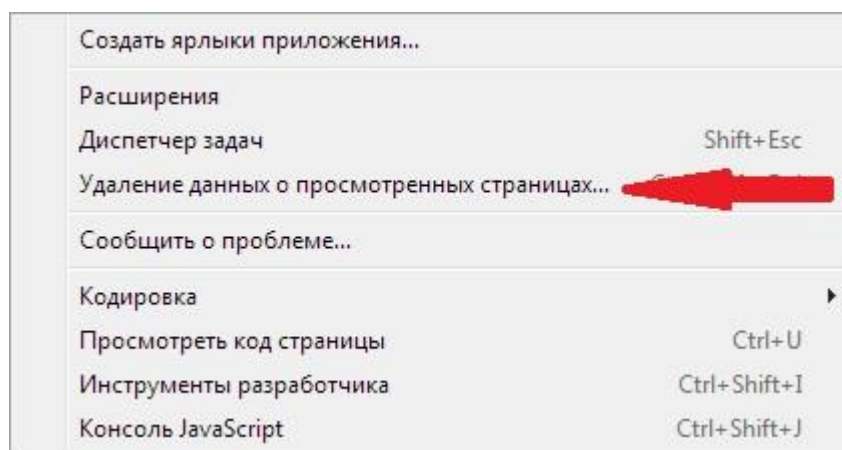 Создать ярлыки приложения...
Расширения
Диспетчер задач Shift+Esc
Удаление данных о просмотренных страницах...
Сообщить о проблеме...
Кодировка
Просмотреть код страницы Ctrl+U
Инструменты разработчика Ctrl+Shift+I
Консоль JavaScript Ctrl+Shift+J